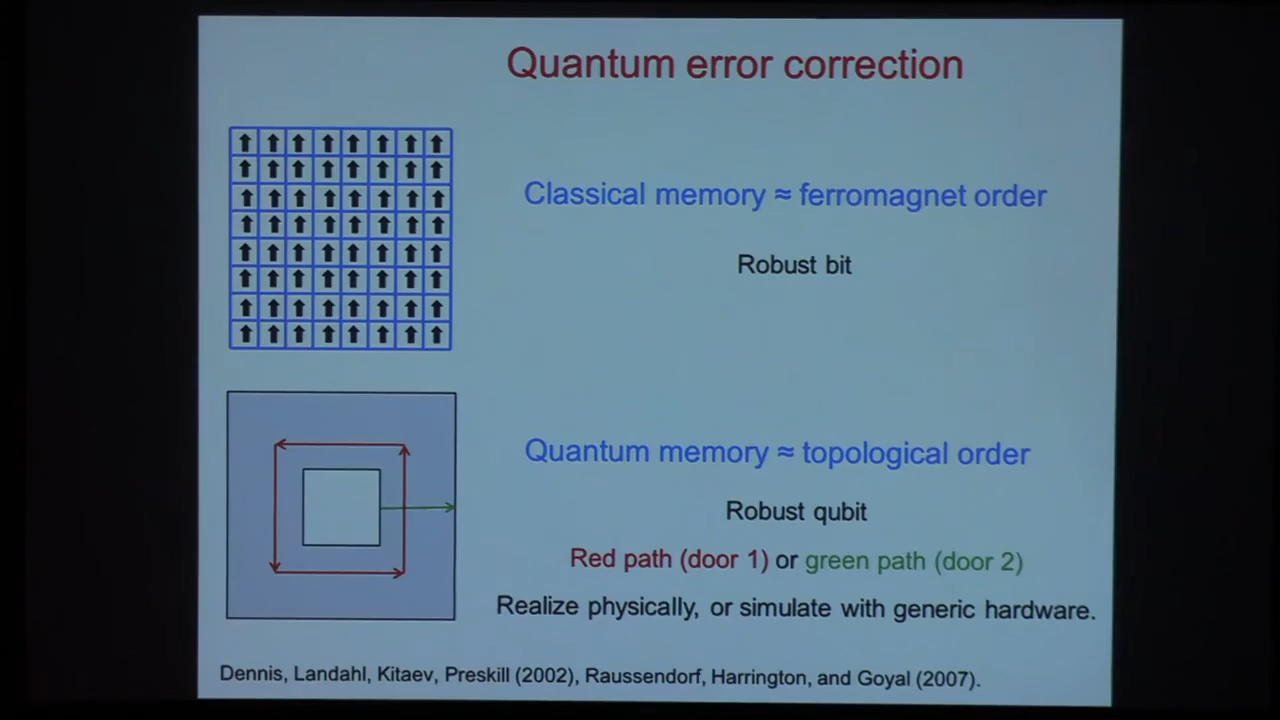 Quantum error correction
Classical memory ≈ ferromagnet order
Robust bit
Quantum memory ≈ topological order
Robust qubit
Red path (door 1) or green path (door 2)
Realize physically, or simulate with generic hardware.
Dennis, Landahl, Kitaev, Preskill (2002), Raussendorf, Harrington, and Goyal (2007).